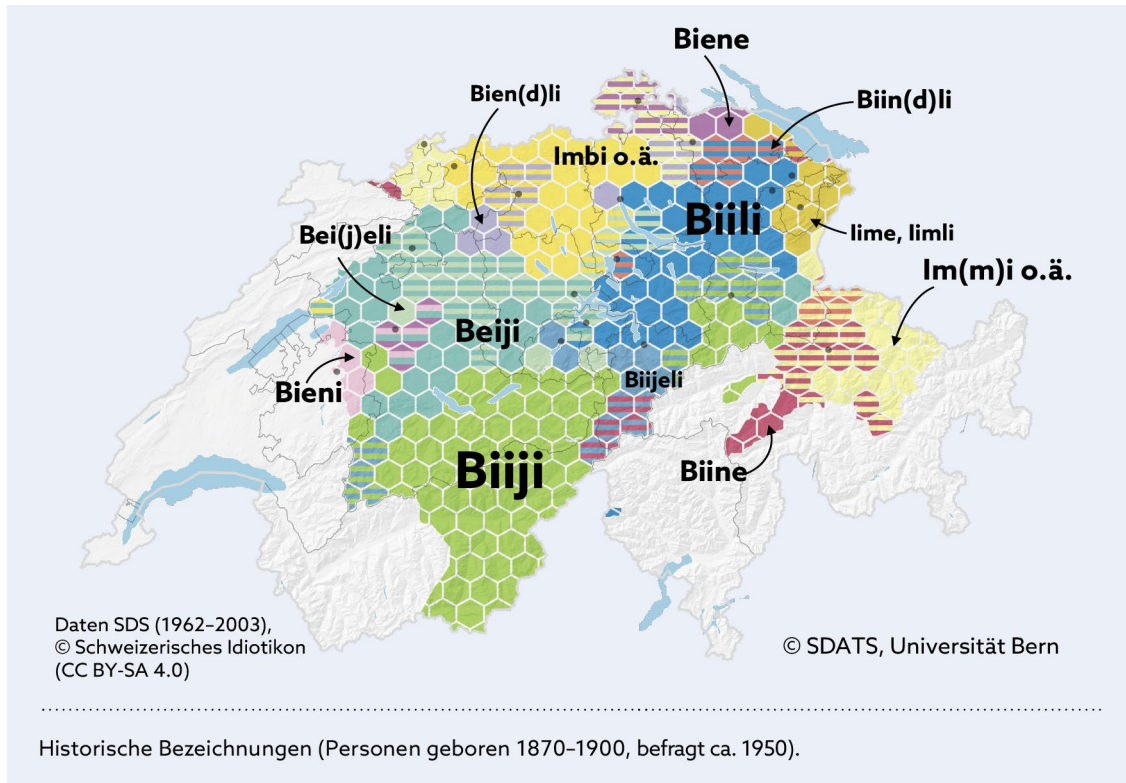 Biene
Bien(d)li
Biin(d)li
Imbi o.ä.
Biili
Bei(j)eli
Iime, Iimli
Im(m)i o.ä.
Beiji
Bieni
Biijeli
Biiji
Biine
Daten SDS (1962–2003),
© Schweizerisches Idiotikon
(CC BY-SA 4.0)
© SDATS, Universität Bern
Historische Bezeichnungen (Personen geboren 1870–1900, befragt ca. 1950).